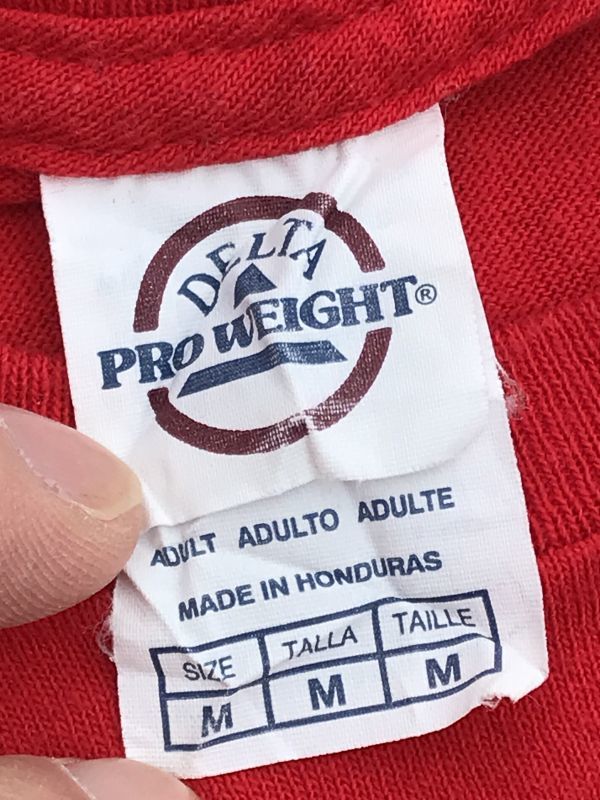 DELTA
PRO WEIGHT®
ADULT ADULTO ADULTE
MADE IN HONDURAS
SIZE TALLA TAILLE
M M M